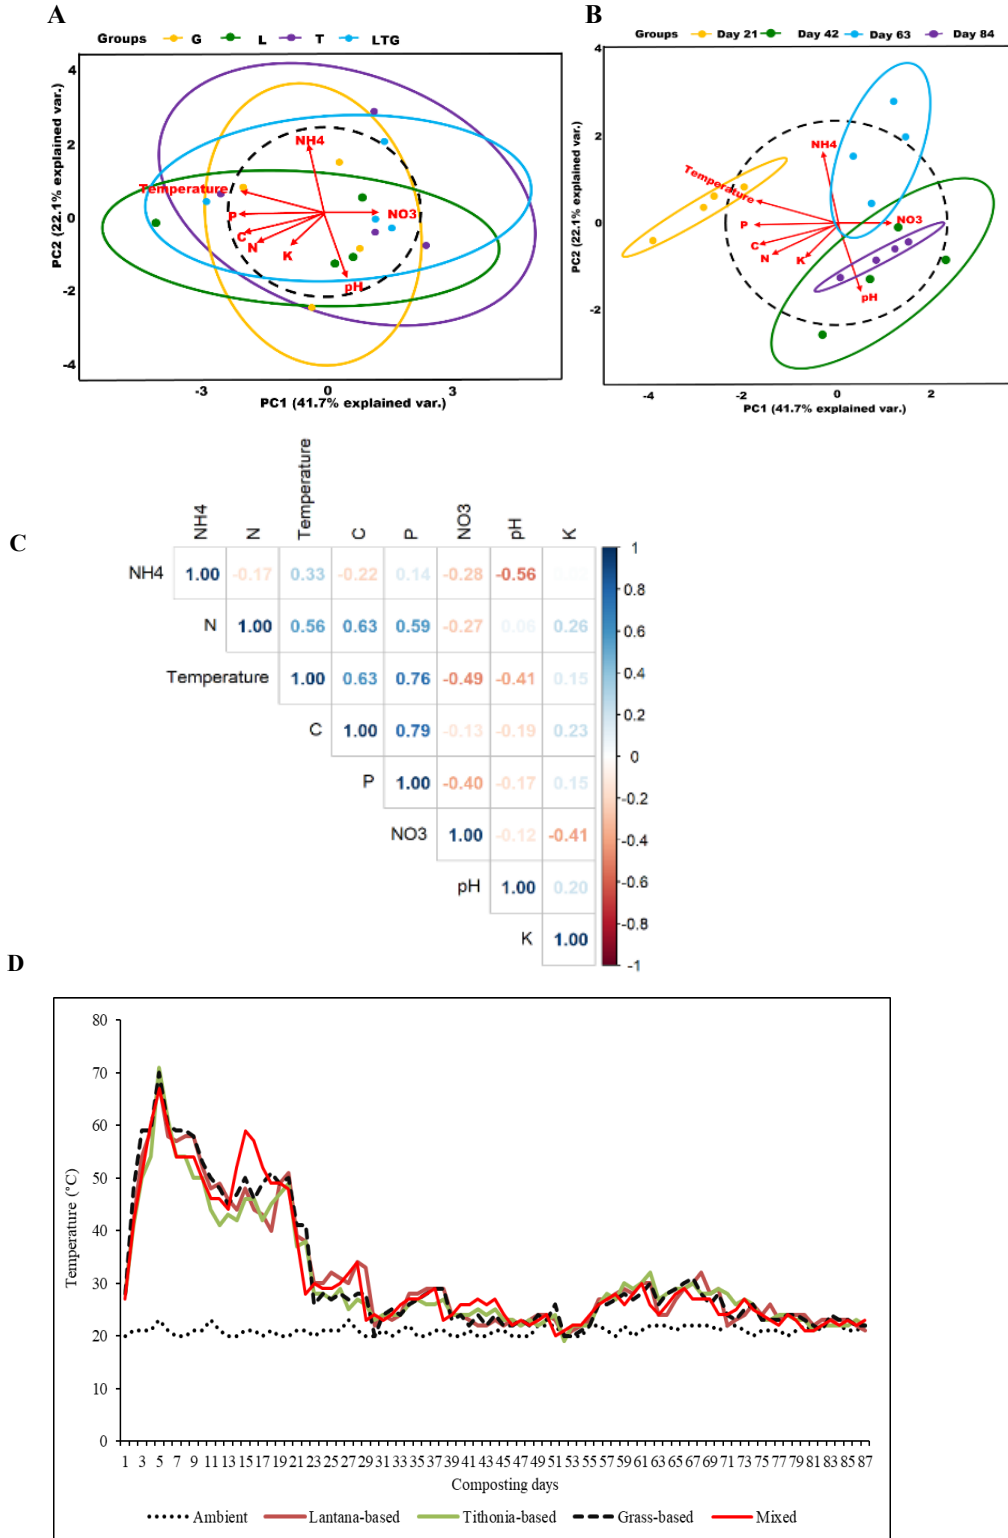 A
Groups G L T LTG
PC2 (22.1% explained var.)
4
2
0
-2
-4
NH4
Temperature
P
NO3
C
N
K
pH
-3 0 3
PC1 (41.7% explained var.)
B
Groups Day 21 Day 42 Day 63 Day 84
PC2 (22.1% explained var.)
4
2
0
-2
NH4
Temperature
P
NO3
C
N
K
pH
-4 -2 0 2
PC1 (41.7% explained var.)
C
NH4 N Temperature C P NO3 pH K
NH4 1.00 -0.17 0.33 -0.22 0.14 -0.28 -0.56
N 1.00 0.56 0.63 0.59 -0.27 0.06 0.26
Temperature 1.00 0.63 0.76 -0.49 -0.41 0.15
C 1.00 0.79 -0.13 -0.19 0.23
P 1.00 -0.40 -0.17 0.15
NO3 1.00 -0.12 -0.41
pH 1.00 0.20
K 1.00
1
0.8
0.6
0.4
0.2
0
-0.2
-0.4
-0.6
-0.8
-1
D
Temperature (°C)
80
70
60
50
40
30
20
10
0
1 3 5 7 9 11 13 15 17 19 21 23 25 27 29 31 33 35 37 39 41 43 45 47 49 51 53 55 57 59 61 63 65 67 69 71 73 75 77 79 81 83 85 87
Composting days
Ambient Lantana-based Tithonia-based Grass-based Mixed